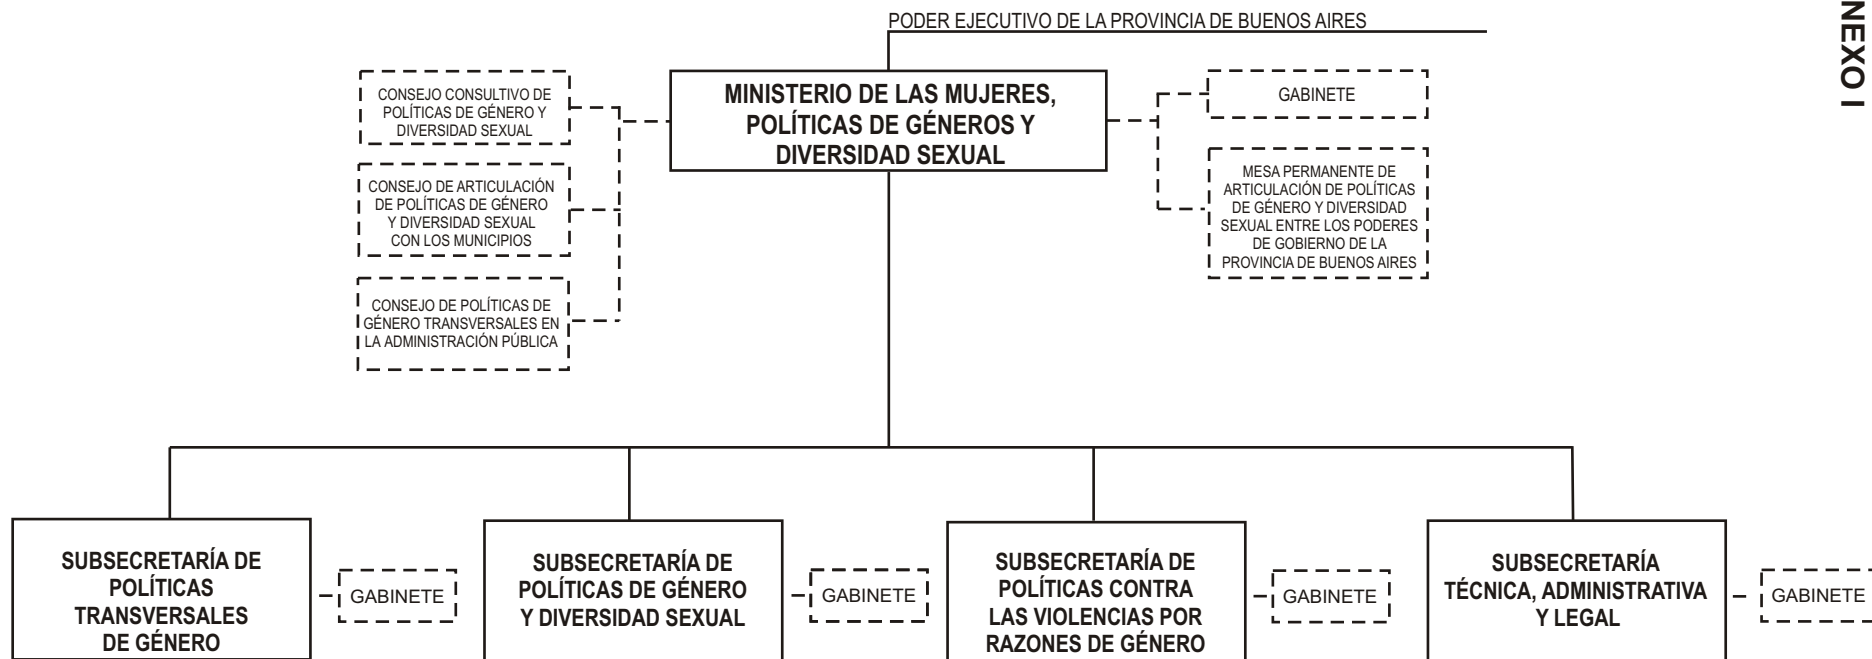 PODER EJECUTIVO DE LA PROVINCIA DE BUENOS AIRES
NEXO I
MINISTERIO DE LAS MUJERES,
POLÍTICAS DE GÉNEROS Y
DIVERSIDAD SEXUAL
CONSEJO CONSULTIVO DE
POLÍTICAS DE GÉNERO Y
DIVERSIDAD SEXUAL
CONSEJO DE ARTICULACIÓN
DE POLÍTICAS DE GÉNERO
Y DIVERSIDAD SEXUAL
CON LOS MUNICIPIOS
CONSEJO DE POLÍTICAS DE
GÉNERO TRANSVERSALES EN
LA ADMINISTRACIÓN PÚBLICA
GABINETE
MESA PERMANENTE DE
ARTICULACIÓN DE POLÍTICAS
DE GÉNERO Y DIVERSIDAD
SEXUAL ENTRE LOS PODERES
DE GOBIERNO DE LA
PROVINCIA DE BUENOS AIRES
SUBSECRETARÍA DE
POLÍTICAS
TRANSVERSALES
DE GÉNERO
GABINETE
SUBSECRETARÍA DE
POLÍTICAS DE GÉNERO
Y DIVERSIDAD SEXUAL
GABINETE
SUBSECRETARÍA DE
POLÍTICAS CONTRA
LAS VIOLENCIAS POR
RAZONES DE GÉNERO
GABINETE
SUBSECRETARÍA
TÉCNICA, ADMINISTRATIVA
Y LEGAL
GABINETE